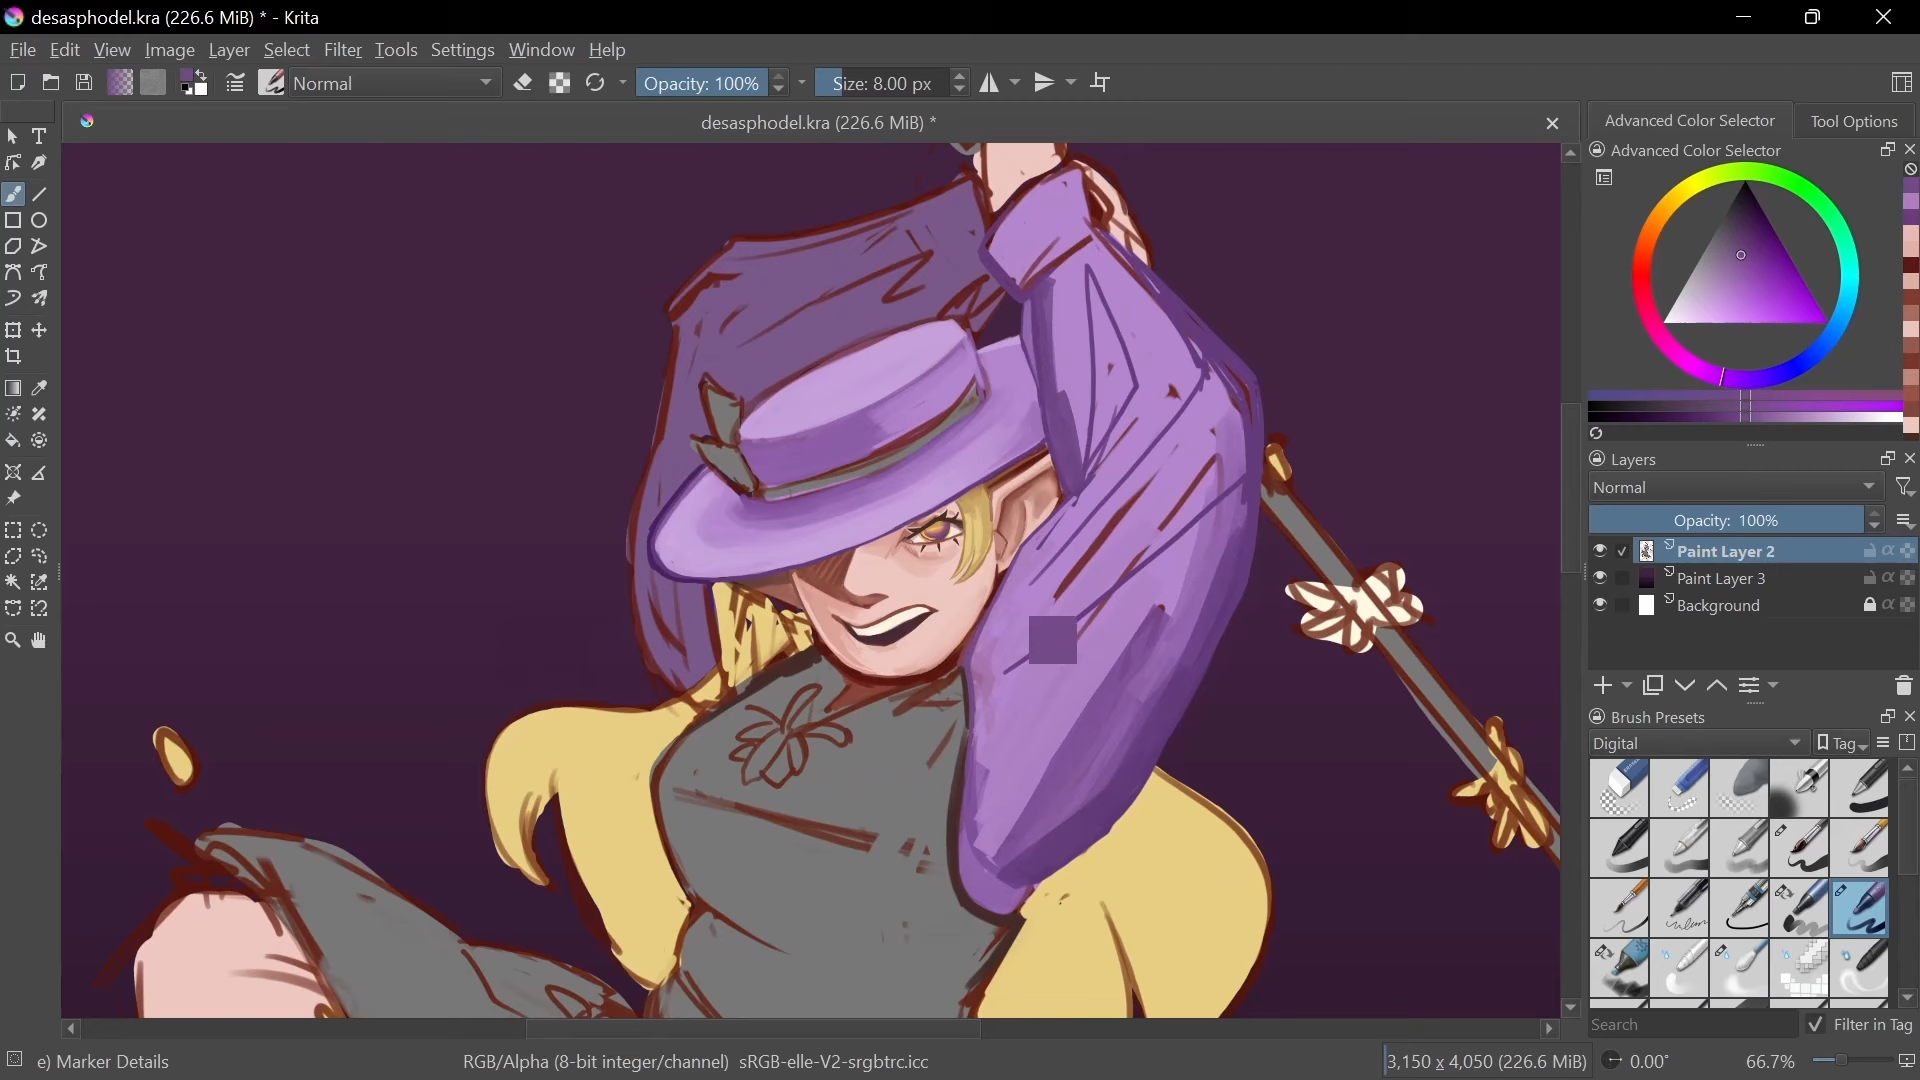 desasphodel.kra (226.6 MiB) * - Krita
File Edit View Image Layer Select Filter Tools Settings Window Help
Normal
Opacity: 100%
Size: 8.00 px
desasphodel.kra (226.6 MiB) *
Advanced Color Selector
Tool Options
Advanced Color Selector
Layers
Normal
Opacity: 100%
Paint Layer 2
Paint Layer 3
Background
Brush Presets
Digital
Tag
Search
Filter in Tag
e) Marker Details
RGB/Alpha (8-bit integer/channel) sRGB-elle-V2-srgbtrc.icc
3,150 x 4,050 (226.6 MiB)
0.00°
66.7%